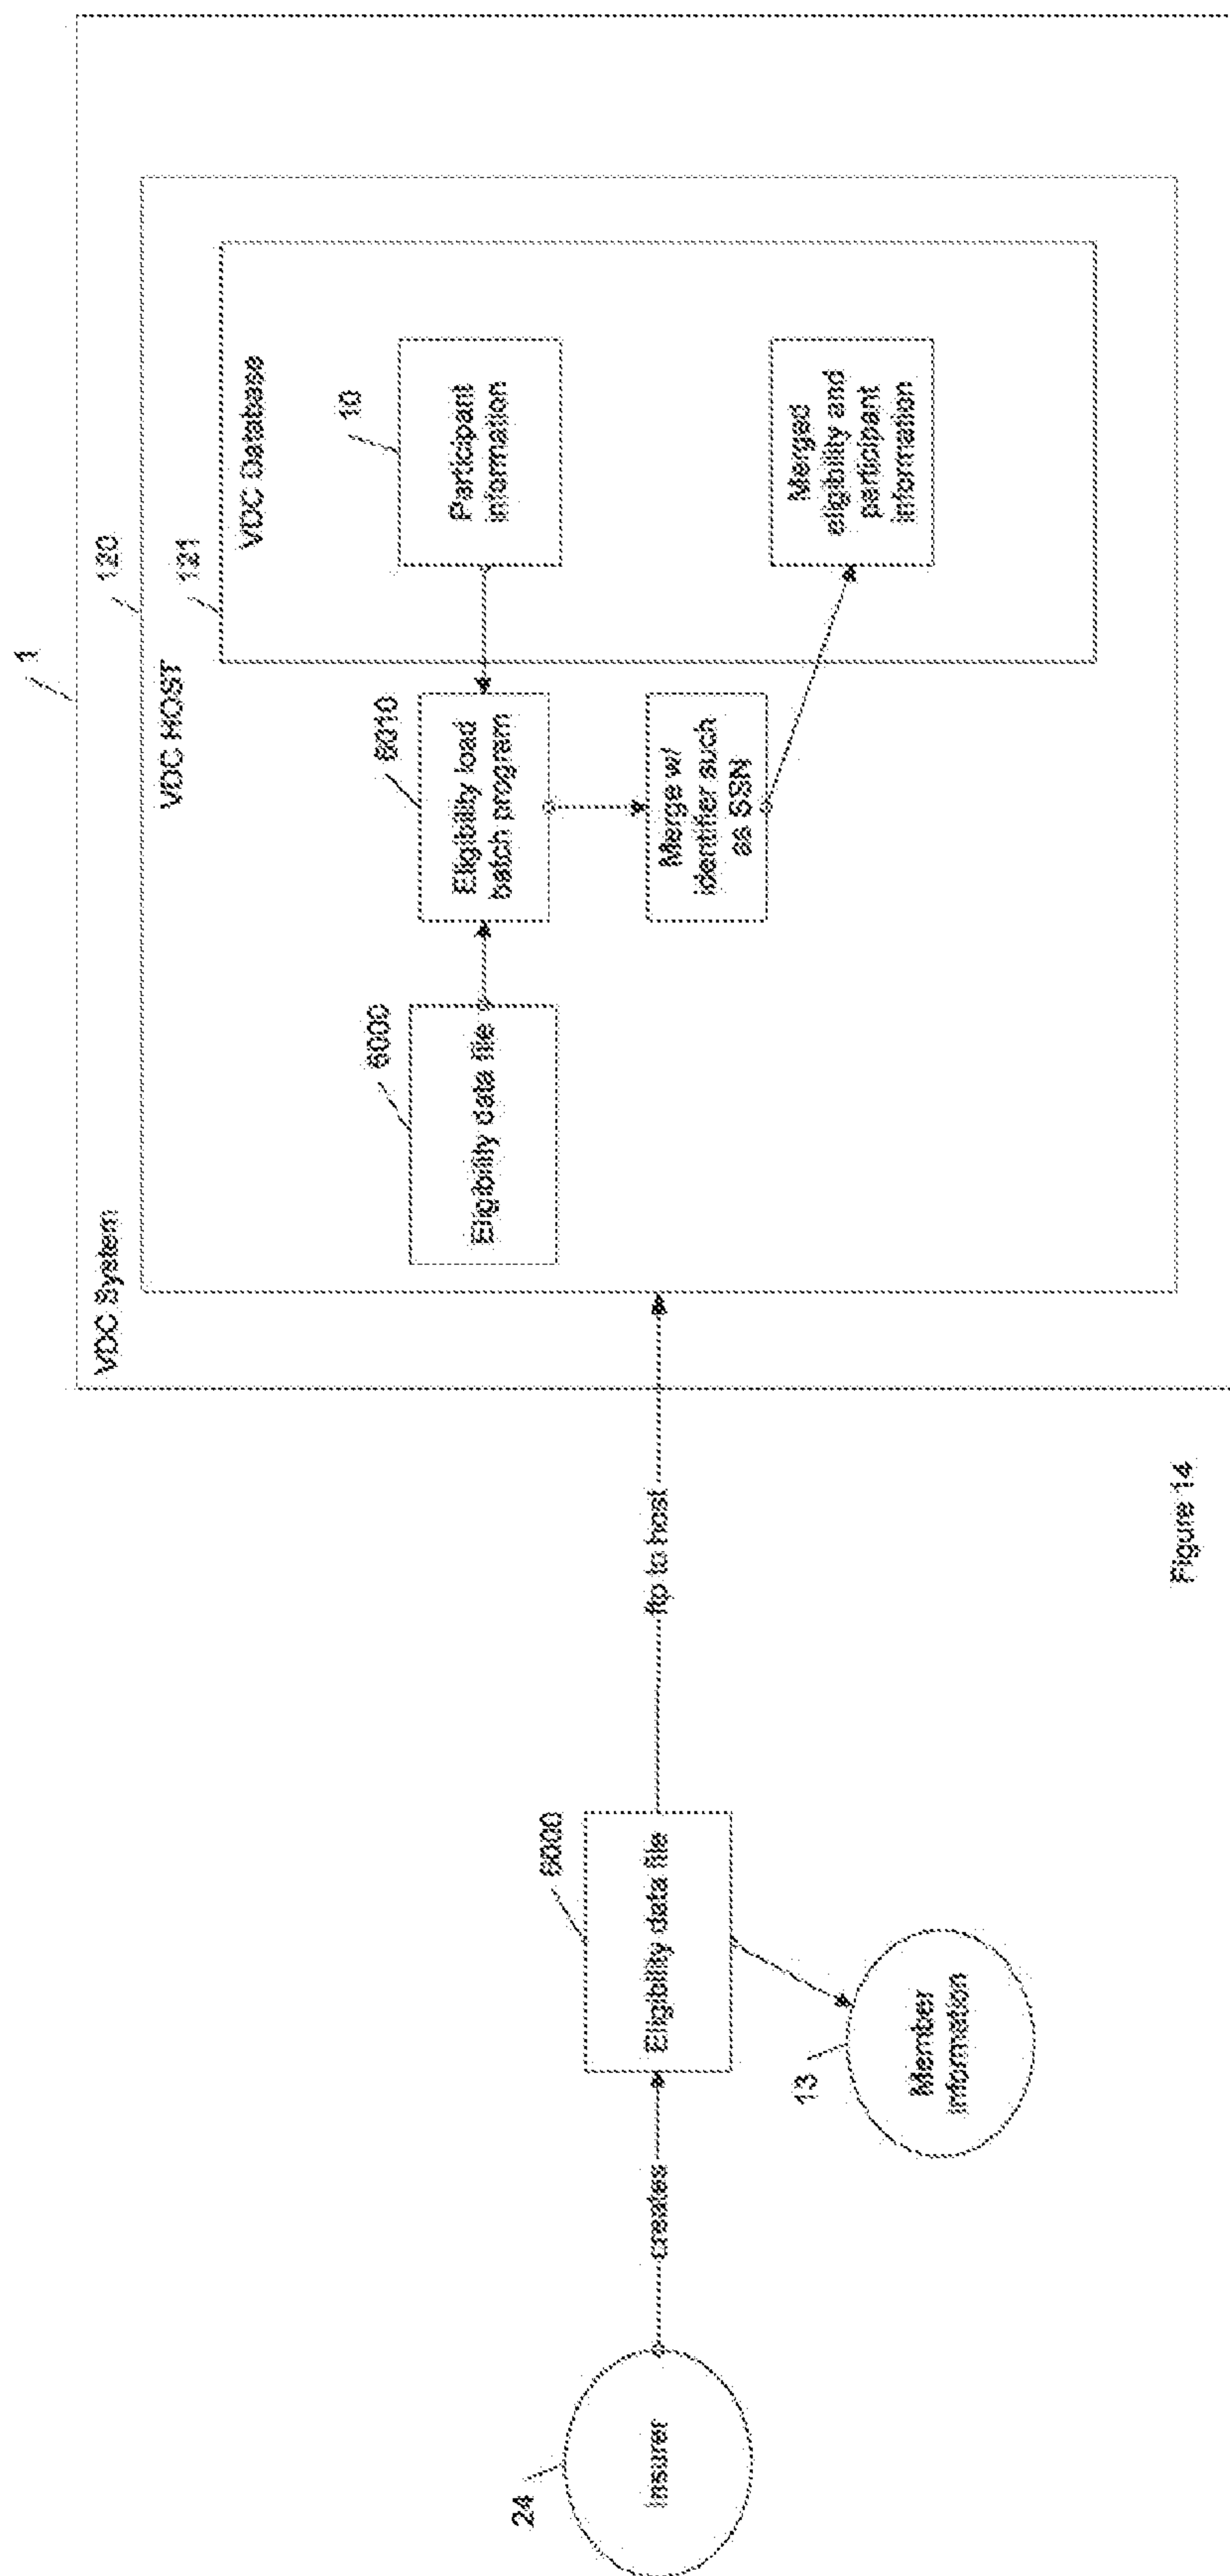 1
VDC System
120
VDC HOST
121
VDC Database
10
Participant
information
6010
Eligibility load
batch program
6000
Eligibility data file
Merge w/
identifier such
as SSN
Merged
eligibility and
participant
information
24
Insurer
creates
6000
Eligibility data file
ftp to host
13
Member
information
Figure 14